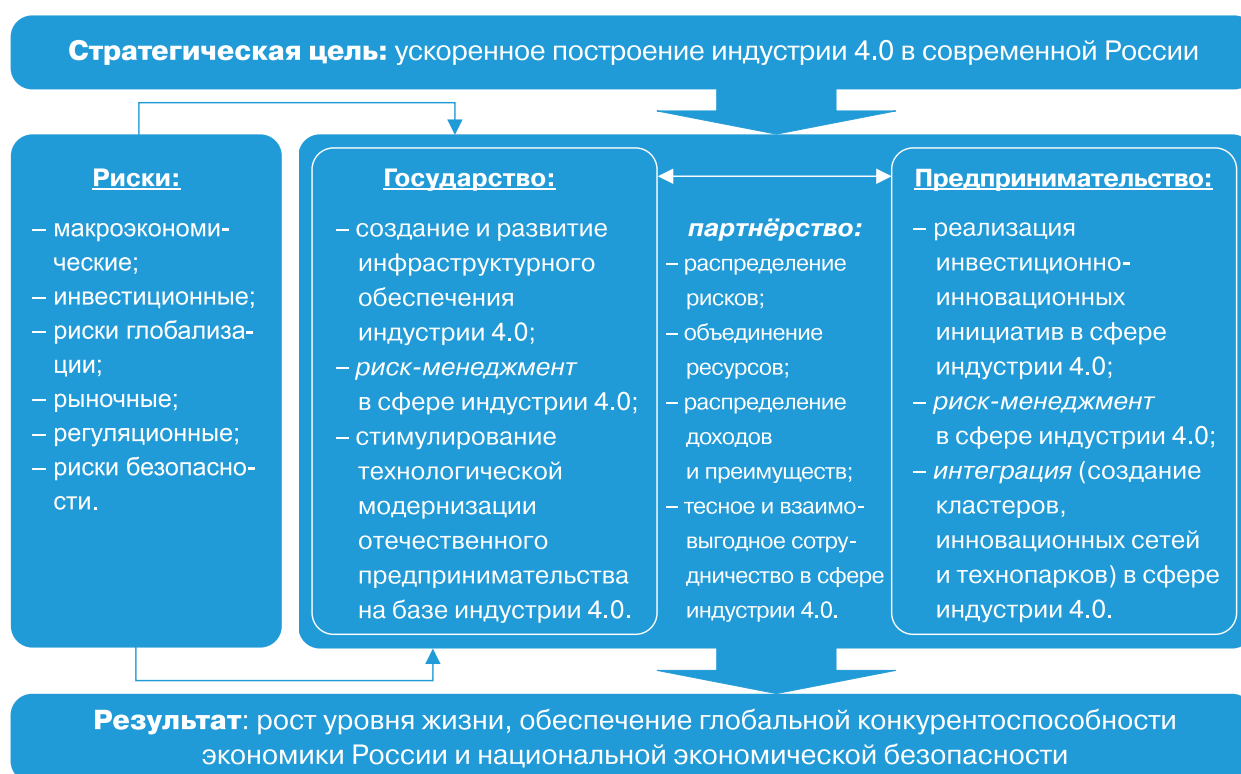 Стратегическая цель: ускоренное построение индустрии 4.0 в современной России
Риски:
– макроэкономи-
ческие;
– инвестиционные;
– риски глобализа-
ции;
– рыночные;
– регуляционные;
– риски безопасно-
сти.
Государство:
– создание и развитие
инфраструктурного
обеспечения
индустрии 4.0;
– риск-менеджмент
в сфере индустрии 4.0;
– стимулирование
технологической
модернизации
отечественного
предпринимательства
на базе индустрии 4.0.
партнёрство:
– распределение
рисков;
– объединение
ресурсов;
– распределение
доходов
и преимуществ;
– тесное и взаимо-
выгодное сотру-
дничество в сфере
индустрии 4.0.
Предпринимательство:
– реализация
инвестиционно-
инновационных
инициатив в сфере
индустрии 4.0;
– риск-менеджмент
в сфере индустрии 4.0;
– интеграция (создание
кластеров,
инновационных сетей
и технопарков) в сфере
индустрии 4.0.
Результат: рост уровня жизни, обеспечение глобальной конкурентоспособности
экономики России и национальной экономической безопасности